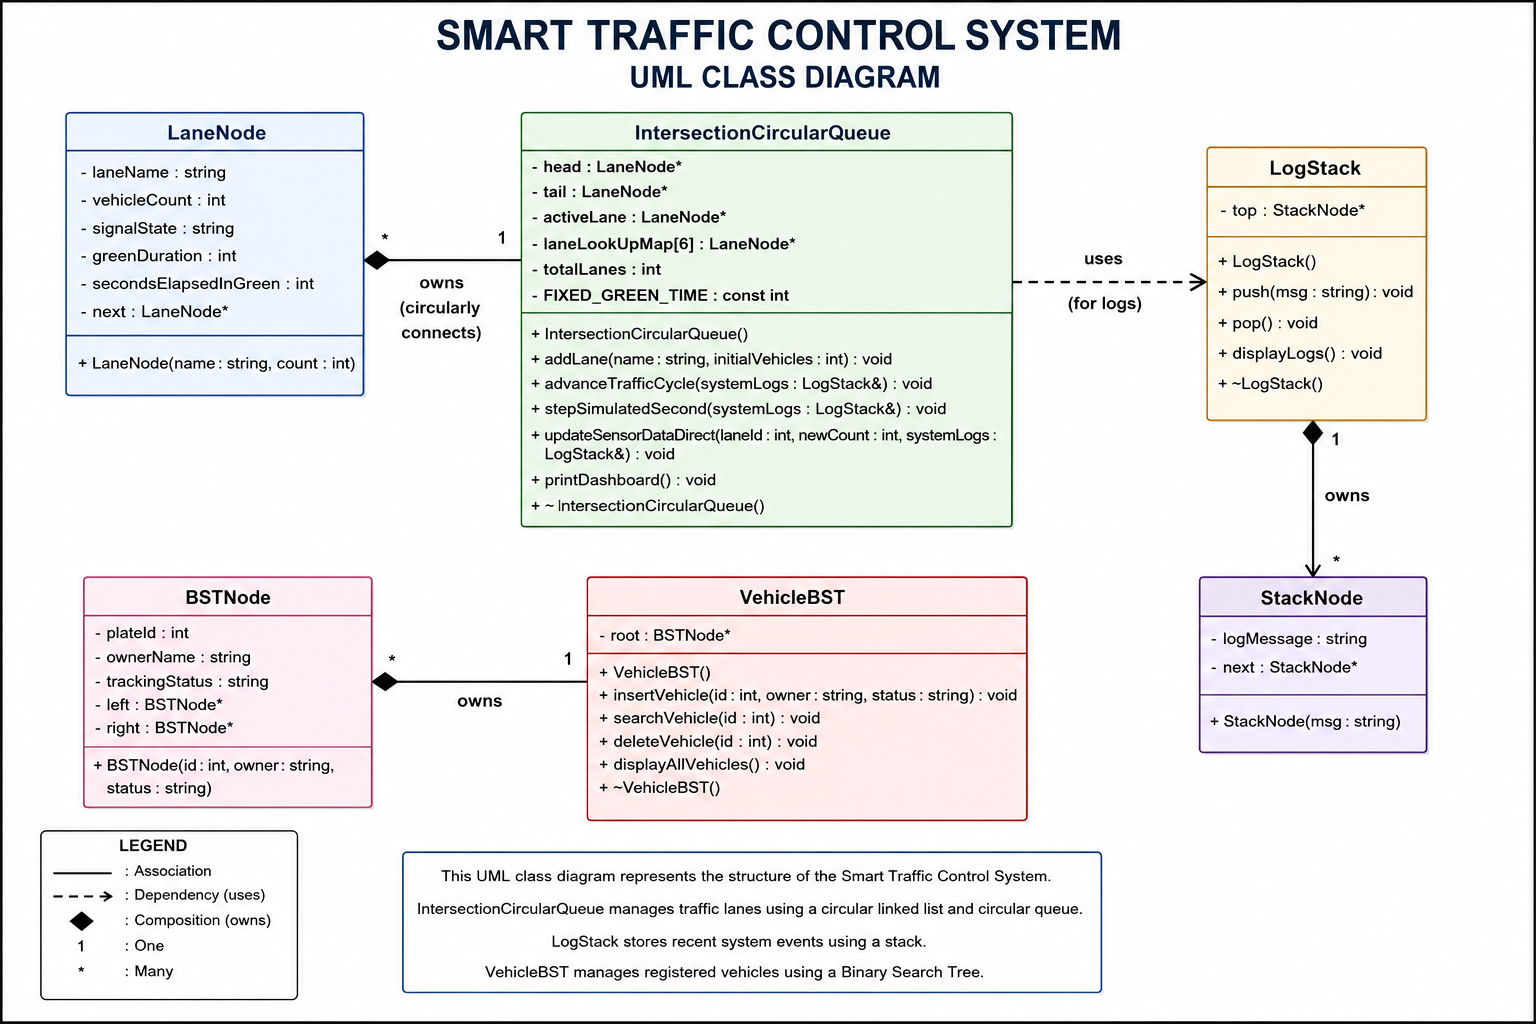 SMART TRAFFIC CONTROL SYSTEM
UML CLASS DIAGRAM
LaneNode
- laneName : string
- vehicleCount : int
- signalState : string
- greenDuration : int
- secondsElapsedInGreen : int
- next : LaneNode*
+ LaneNode(name : string, count : int)
*
1
owns
(circularly
connects)
IntersectionCircularQueue
- head : LaneNode*
- tail : LaneNode*
- activeLane : LaneNode*
- laneLookUpMap[6] : LaneNode*
- totalLanes : int
- FIXED_GREEN_TIME : const int
+ IntersectionCircularQueue()
+ addLane(name : string, initialVehicles : int) : void
+ advanceTrafficCycle(systemLogs : LogStack&) : void
+ stepSimulatedSecond(systemLogs : LogStack&) : void
+ updateSensorDataDirect(laneId : int, newCount : int, systemLogs :
LogStack&) : void
+ printDashboard() : void
+ ~ IntersectionCircularQueue()
uses
(for logs)
LogStack
- top : StackNode*
+ LogStack()
+ push(msg : string) : void
+ pop() : void
+ displayLogs() : void
+ ~LogStack()
1
owns
*
StackNode
- logMessage : string
- next : StackNode*
+ StackNode(msg : string)
BSTNode
- plateId : int
- ownerName : string
- trackingStatus : string
- left : BSTNode*
- right : BSTNode*
+ BSTNode(id : int, owner : string,
status : string)
*
1
owns
VehicleBST
- root : BSTNode*
+ VehicleBST()
+ insertVehicle(id : int, owner : string, status : string) : void
+ searchVehicle(id : int) : void
+ deleteVehicle(id : int) : void
+ displayAllVehicles() : void
+ ~VehicleBST()
LEGEND
: Association
: Dependency (uses)
: Composition (owns)
1 : One
* : Many
This UML class diagram represents the structure of the Smart Traffic Control System.
IntersectionCircularQueue manages traffic lanes using a circular linked list and circular queue.
LogStack stores recent system events using a stack.
VehicleBST manages registered vehicles using a Binary Search Tree.